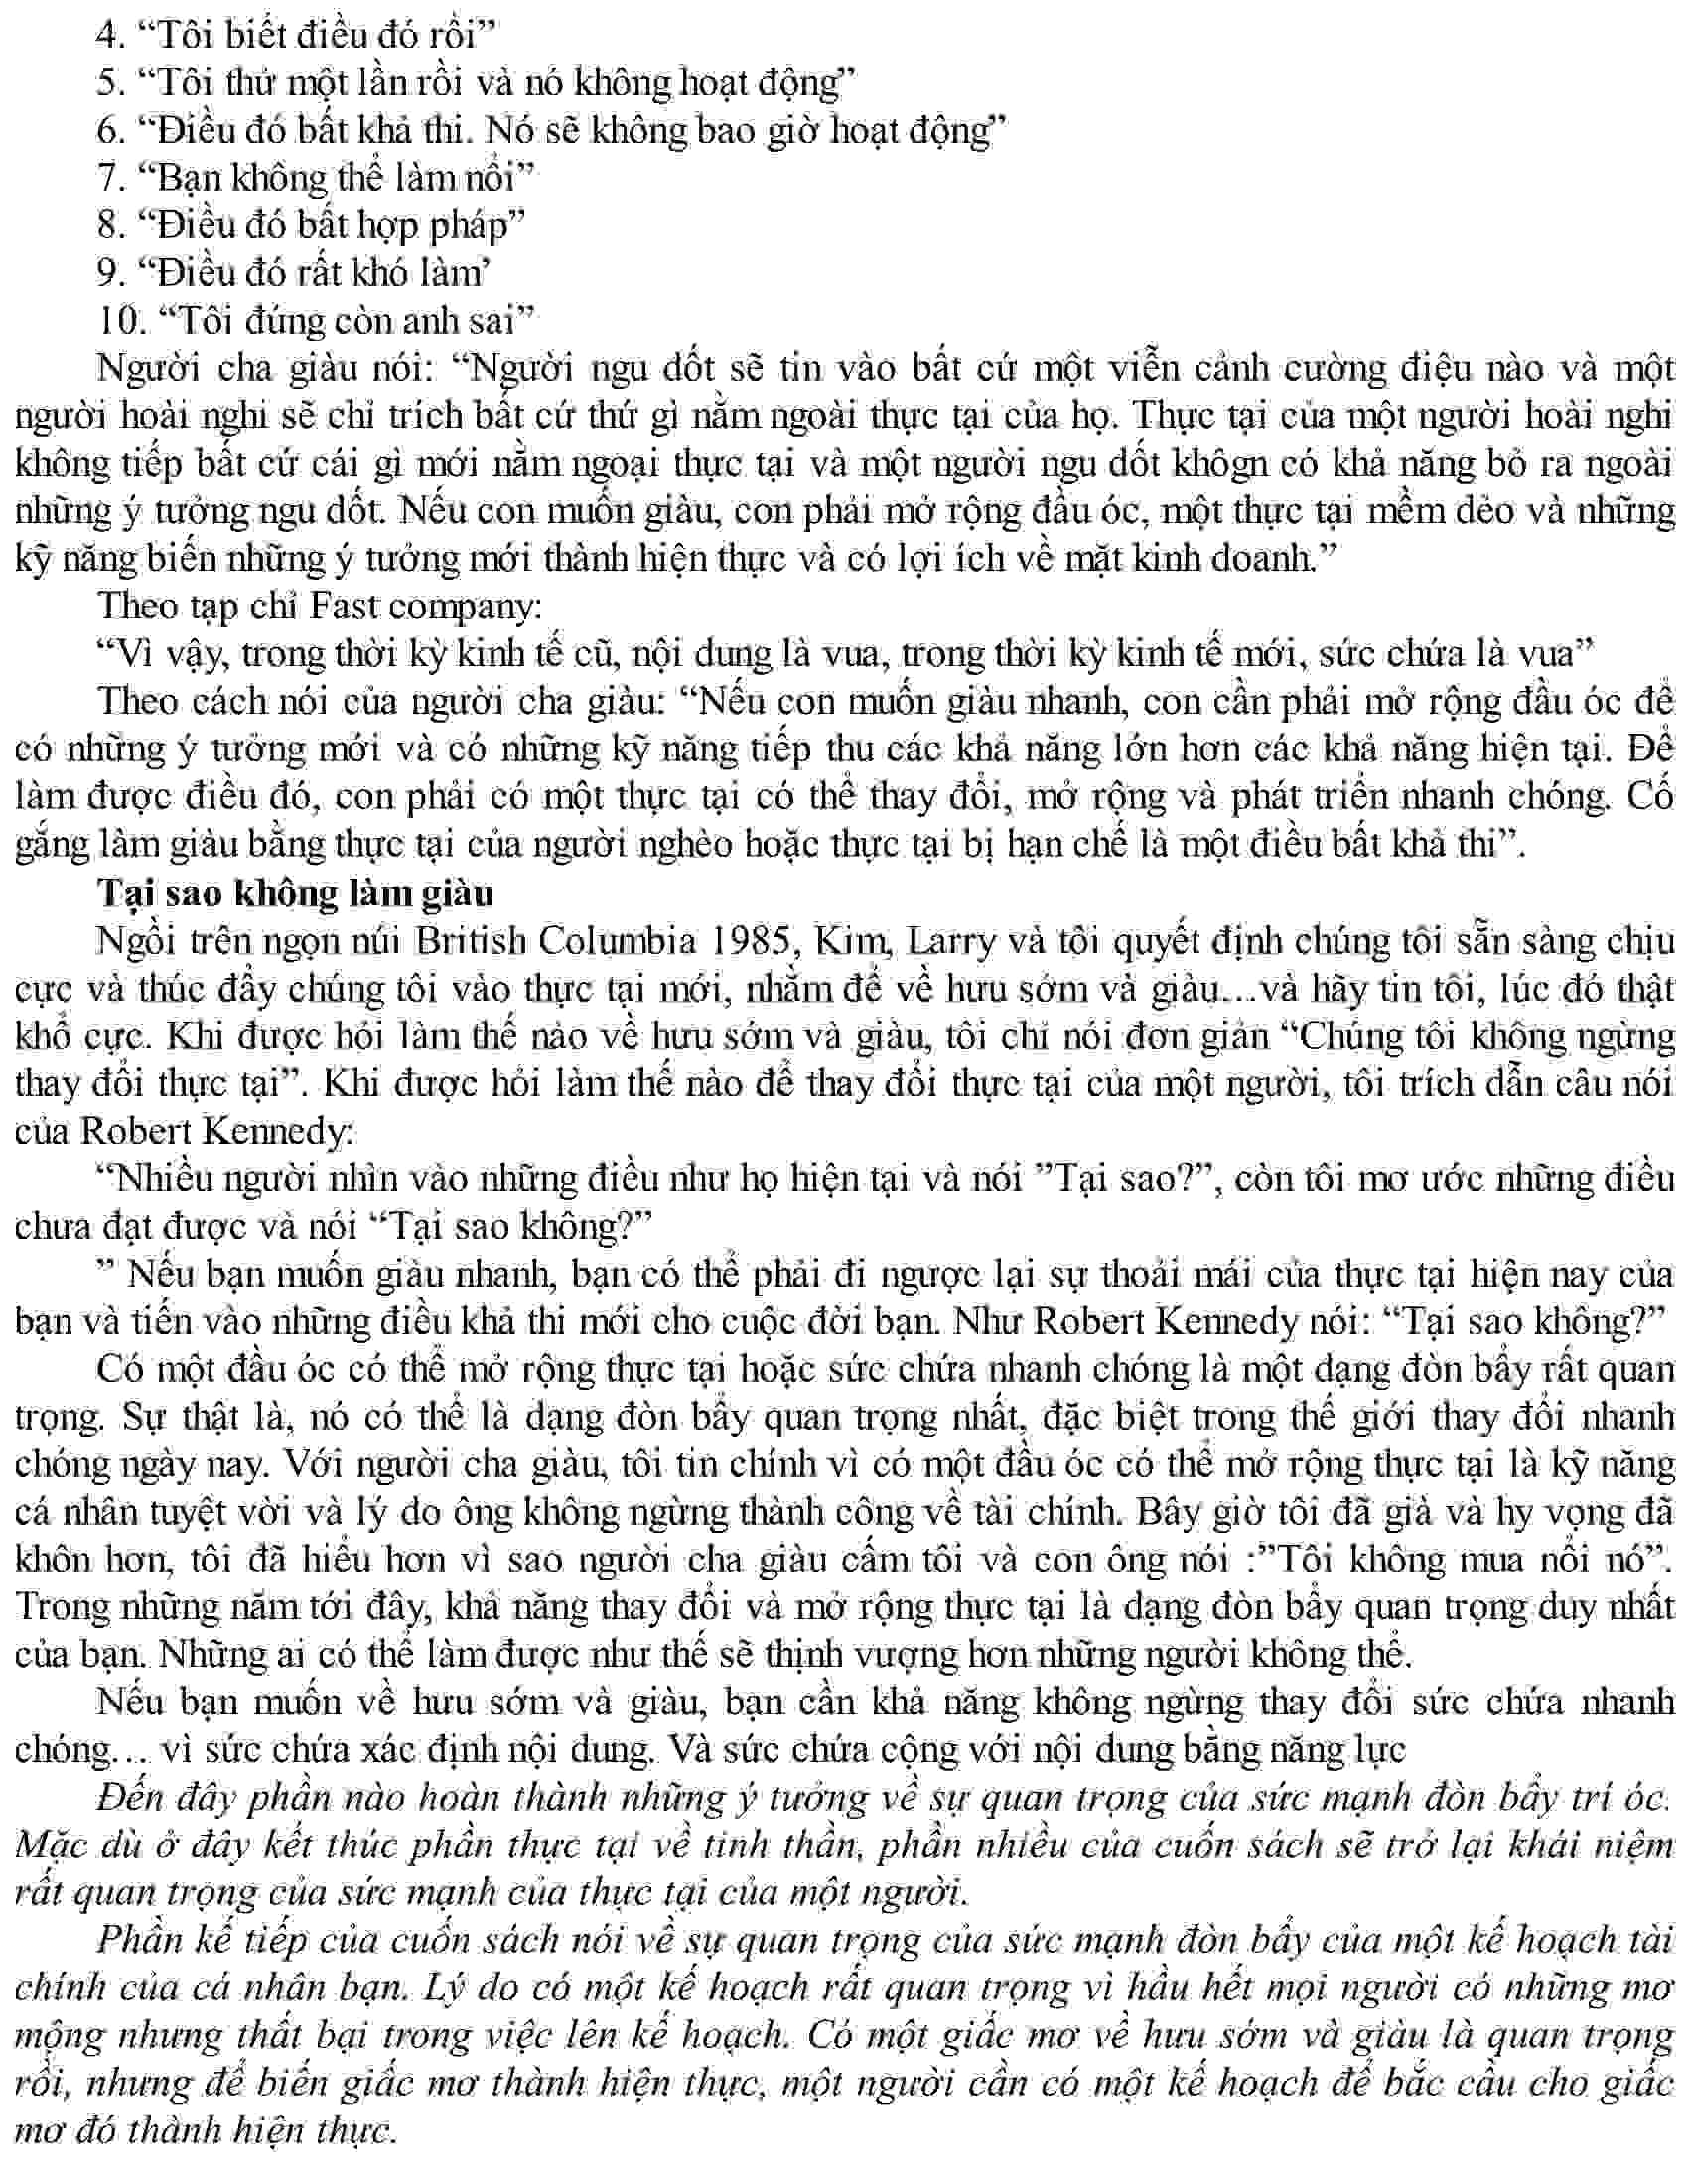 4. “Tôi biết điều đó rồi”
5. “Tôi thử một lần rồi và nó không hoạt động”
6. “Điều đó bất khả thi. Nó sẽ không bao giờ hoạt động”
7. “Bạn không thể làm nổi”
8. “Điều đó bất hợp pháp”
9. “Điều đó rất khó làm’
10. “Tôi đúng còn anh sai”
Người cha giàu nói: “Người ngu dốt sẽ tin vào bất cứ một viễn cảnh cường điệu nào và một
người hoài nghi sẽ chỉ trích bất cứ thứ gì nằm ngoài thực tại của họ. Thực tại của một người hoài nghi
không tiếp bất cứ cái gì mới nằm ngoại thực tại và một người ngu dốt khôgn có khả năng bỏ ra ngoài
những ý tưởng ngu dốt. Nếu con muốn giàu, con phải mở rộng đầu óc, một thực tại mềm dẻo và những
kỹ năng biến những ý tưởng mới thành hiện thực và có lợi ích về mặt kinh doanh.”
Theo tạp chí Fast company:
“Vì vậy, trong thời kỳ kinh tế cũ, nội dung là vua, trong thời kỳ kinh tế mới, sức chứa là vua”
Theo cách nói của người cha giàu: “Nếu con muốn giàu nhanh, con cần phải mở rộng đầu óc để
có những ý tưởng mới và có những kỹ năng tiếp thu các khả năng lớn hơn các khả năng hiện tại. Để
làm được điều đó, con phải có một thực tại có thể thay đổi, mở rộng và phát triển nhanh chóng. Cố
gắng làm giàu bằng thực tại của người nghèo hoặc thực tại bị hạn chế là một điều bất khả thi”.
Tại sao không làm giàu
Ngồi trên ngọn núi British Columbia 1985, Kim, Larry và tôi quyết định chúng tôi sẵn sàng chịu
cực và thúc đẩy chúng tôi vào thực tại mới, nhằm để về hưu sớm và giàu...và hãy tin tôi, lúc đó thật
khổ cực. Khi được hỏi làm thế nào về hưu sớm và giàu, tôi chỉ nói đơn giản “Chúng tôi không ngừng
thay đổi thực tại”. Khi được hỏi làm thế nào để thay đổi thực tại của một người, tôi trích dẫn câu nói
của Robert Kennedy:
“Nhiều người nhìn vào những điều như họ hiện tại và nói ”Tại sao?”, còn tôi mơ ước những điều
chưa đạt được và nói “Tại sao không?”
” Nếu bạn muốn giàu nhanh, bạn có thể phải đi ngược lại sự thoải mái của thực tại hiện nay của
bạn và tiến vào những điều khả thi mới cho cuộc đời bạn. Như Robert Kennedy nói: “Tại sao không?”
Có một đầu óc có thể mở rộng thực tại hoặc sức chứa nhanh chóng là một dạng đòn bẩy rất quan
trọng. Sự thật là, nó có thể là dạng đòn bẩy quan trọng nhất, đặc biệt trong thế giới thay đổi nhanh
chóng ngày nay. Với người cha giàu, tôi tin chính vì có một đầu óc có thể mở rộng thực tại là kỹ năng
cá nhân tuyệt vời và lý do ông không ngừng thành công về tài chính. Bây giờ tôi đã già và hy vọng đã
khôn hơn, tôi đã hiểu hơn vì sao người cha giàu cấm tôi và con ông nói :”Tôi không mua nổi nó”.
Trong những năm tới đây, khả năng thay đổi và mở rộng thực tại là dạng đòn bẩy quan trọng duy nhất
của bạn. Những ai có thể làm được như thế sẽ thịnh vượng hơn những người không thể.
Nếu bạn muốn về hưu sớm và giàu, bạn cần khả năng không ngừng thay đổi sức chứa nhanh
chóng... vì sức chứa xác định nội dung. Và sức chứa cộng với nội dung bằng năng lực
Đến đây phần nào hoàn thành những ý tưởng về sự quan trọng của sức mạnh đòn bẩy trí óc.
Mặc dù ở đây kết thúc phần thực tại về tinh thần, phần nhiều của cuốn sách sẽ trở lại khái niệm
rất quan trọng của sức mạnh của thực tại của một người.
Phần kế tiếp của cuốn sách nói về sự quan trọng của sức mạnh đòn bẩy của một kế hoạch tài
chính của cá nhân bạn. Lý do có một kế hoạch rất quan trọng vì hầu hết mọi người có những mơ
mộng nhưng thất bại trong việc lên kế hoạch. Có một giấc mơ về hưu sớm và giàu là quan trọng
rồi, nhưng để biến giấc mơ thành hiện thực, một người cần có một kế hoạch để bắc cầu cho giấc
mơ đó thành hiện thực.